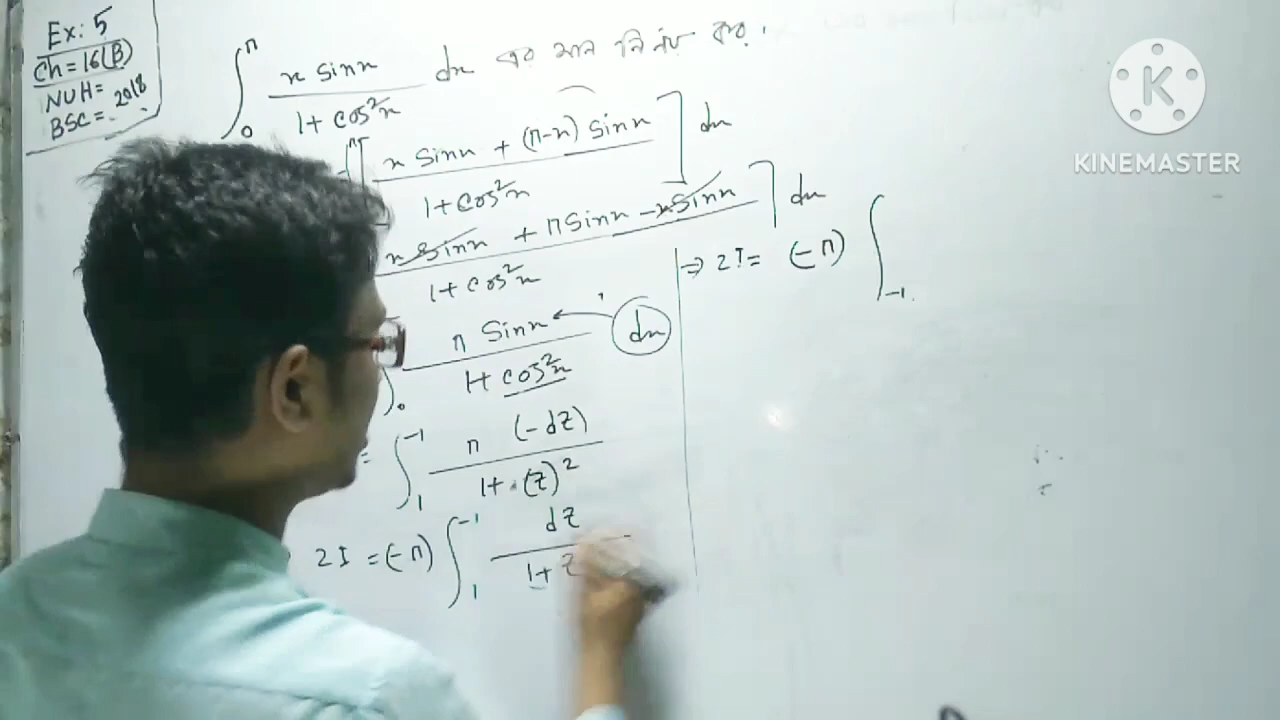 Ex: 5
Ch = 16(B)
NUH =
BSC = 2018
∫₀^π x sinx / 1 + cos²x dx এর মান নির্ণয় কর।
x sinx + (π-x) sinx / 1 + cos²x ] dx
x sinx + π sinx - x sinx / 1 + cos²x ] dx
π sinx / 1 + cos²x dx
= ∫₁^-1 π (-dz) / 1 + (z)²
2I = (-π) ∫₁^-1 dz / 1 + z
⇒ 2I = (-π) ∫ -1
K
KINEMASTER